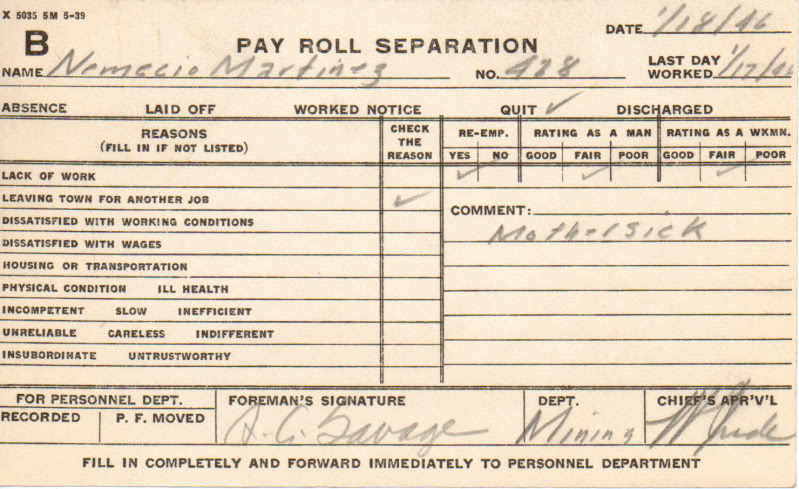 X 5035 5M 5-39
B
PAY ROLL SEPARATION
DATE 1/18/46
NAME Nemecio Martinez NO. 428 LAST DAY WORKED 1/17/46
ABSENCE LAID OFF WORKED NOTICE QUIT ✓ DISCHARGED
REASONS (FILL IN IF NOT LISTED) CHECK THE REASON RE-EMP. RATING AS A MAN RATING AS A WKMN.
YES NO GOOD FAIR POOR GOOD FAIR POOR
LACK OF WORK ✓ ✓ ✓
LEAVING TOWN FOR ANOTHER JOB ✓
COMMENT:
DISSATISFIED WITH WORKING CONDITIONS
Mother sick
DISSATISFIED WITH WAGES
HOUSING OR TRANSPORTATION
PHYSICAL CONDITION ILL HEALTH
INCOMPETENT SLOW INEFFICIENT
UNRELIABLE CARELESS INDIFFERENT
INSUBORDINATE UNTRUSTWORTHY
FOR PERSONNEL DEPT. FOREMAN'S SIGNATURE DEPT. CHIEF'S APR'V'L
RECORDED P. F. MOVED Savage Mining
FILL IN COMPLETELY AND FORWARD IMMEDIATELY TO PERSONNEL DEPARTMENT